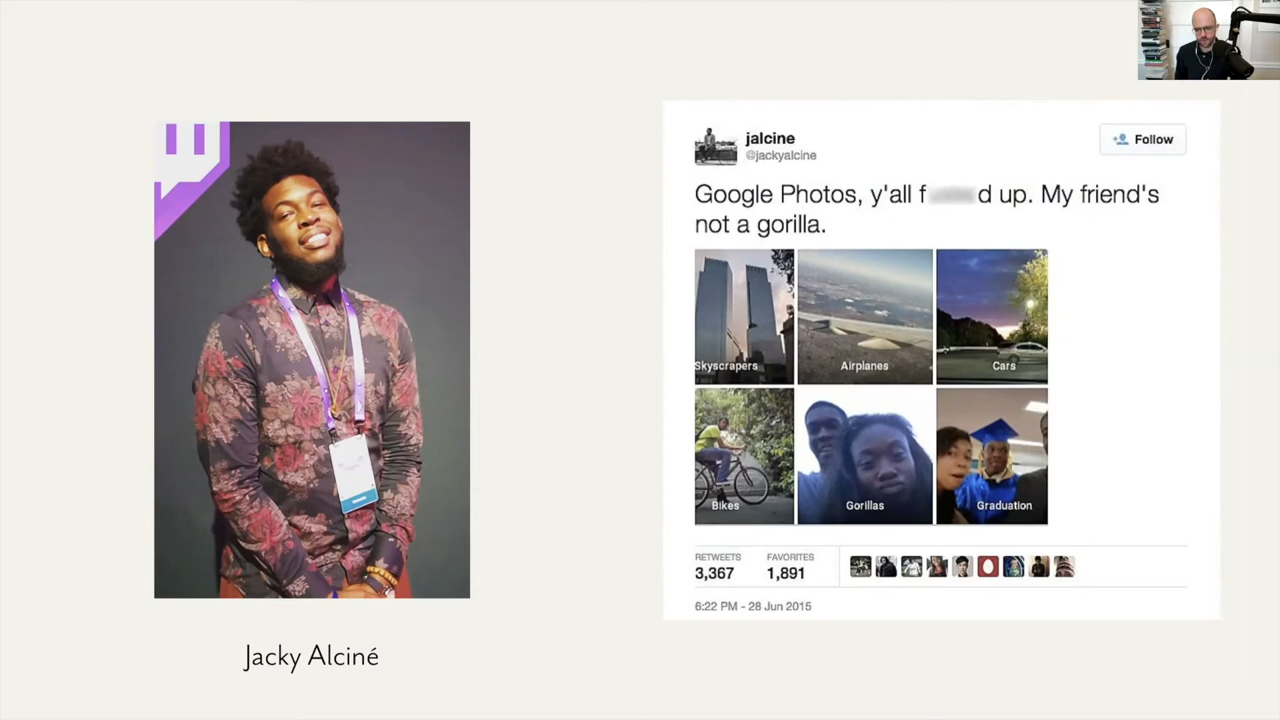 jalcine
@jackyalcine
Follow
Google Photos, y'all f d up. My friend's
not a gorilla.
Skyscrapers
Airplanes
Cars
Bikes
Gorillas
Graduation
RETWEETS
FAVORITES
3,367
1,891
6:22 PM - 28 Jun 2015
Jacky Alciné